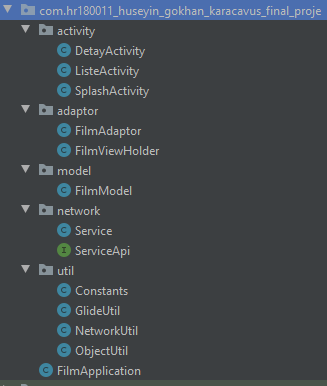 com.hr180011_huseyin_gokhan_karacavus_final_proje
activity
DetayActivity
ListeActivity
SplashActivity
adaptor
FilmAdaptor
FilmViewHolder
model
FilmModel
network
Service
ServiceApi
util
Constants
GlideUtil
NetworkUtil
ObjectUtil
FilmApplication